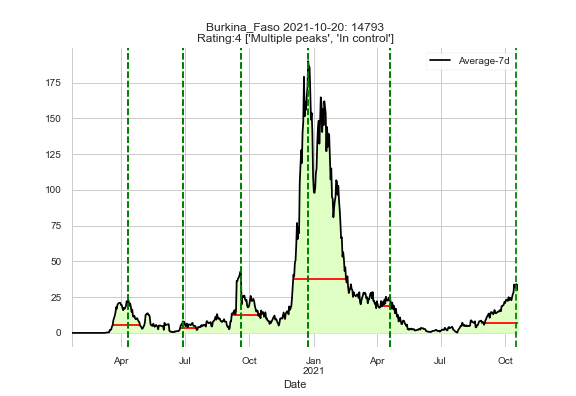 Burkina_Faso 2021-10-20: 14793
Rating:4 ['Multiple peaks', 'In control']
Average-7d
175
150
125
100
75
50
25
0
Apr
Jul
Oct
Jan
2021
Apr
Jul
Oct
Date